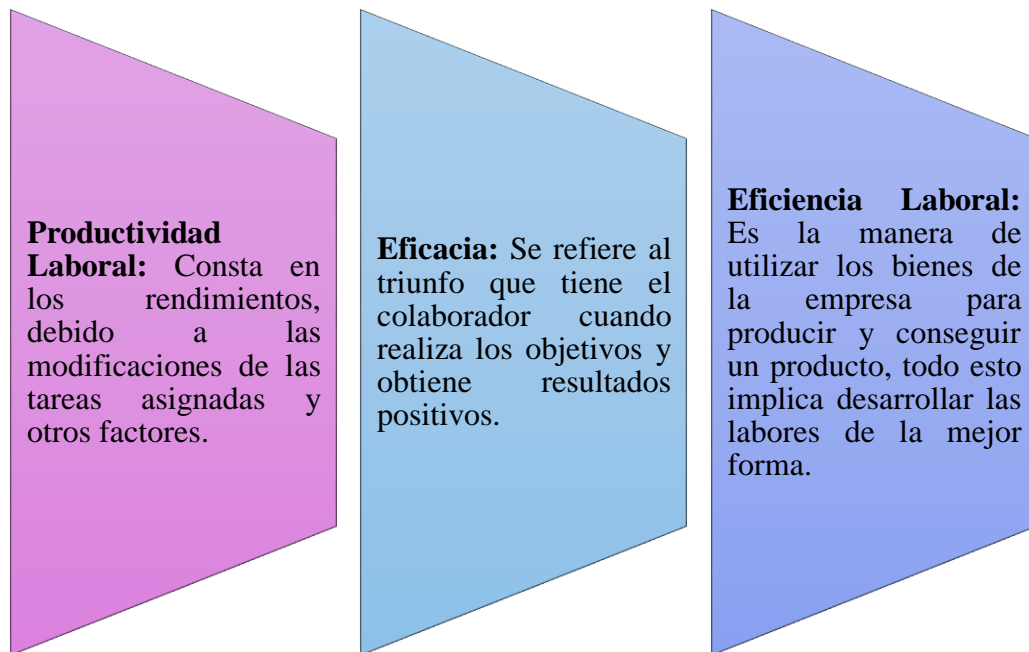 Productividad
Laboral: Consta en
los rendimientos,
debido a las
modificaciones de las
tareas asignadas y
otros factores.
Eficacia: Se refiere al
triunfo que tiene el
colaborador cuando
realiza los objetivos y
obtiene resultados
positivos.
Eficiencia Laboral:
Es la manera de
utilizar los bienes de
la empresa para
producir y conseguir
un producto, todo esto
implica desarrollar las
labores de la mejor
forma.